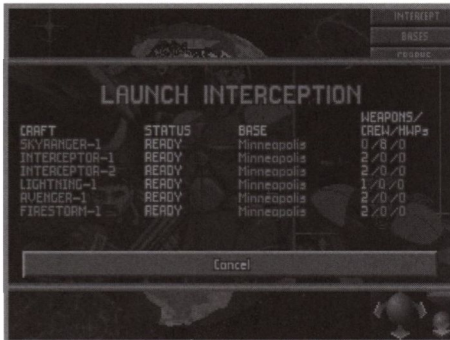 INTERCEPT
BASES
LAUNCH INTERCEPTION
WEAPONS/
CRAFT STATUS BASE CREW/HWPs
SKYRANGER-1 READY Minneapolis 0/8/0
INTERCEPTOR-1 READY Minneapolis 2/0/0
INTERCEPTOR-2 READY Minneapolis 2/0/0
LIGHTNING-1 READY Minneapolis 1/0/0
AVENGER-1 READY Minneapolis 2/0/0
FIRESTORM-1 READY Minneapolis 2/0/0
Cancel